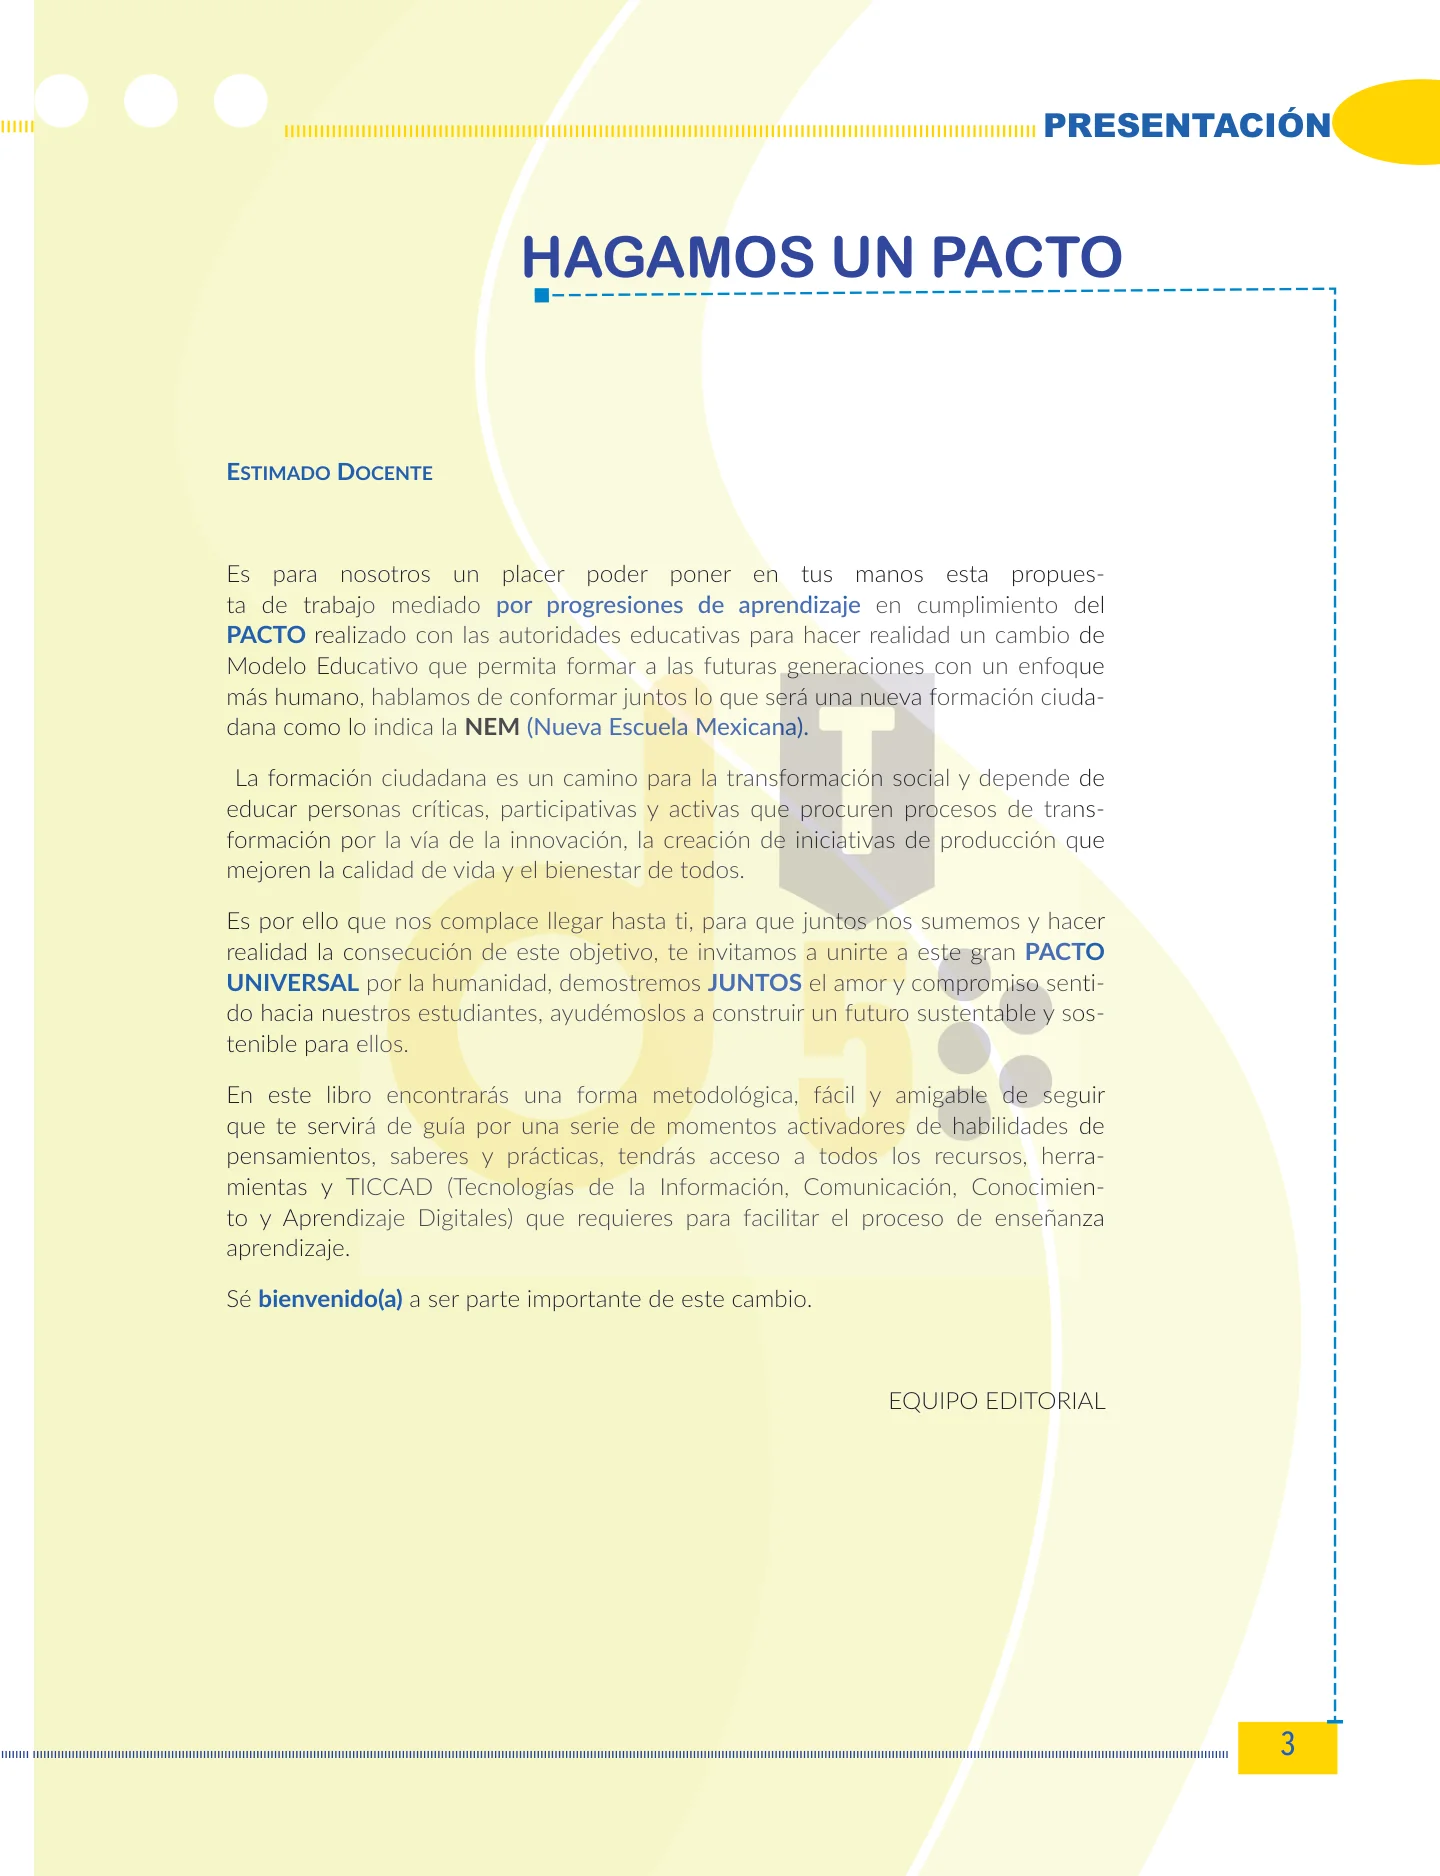 PRESENTACIÓN
HAGAMOS UN PACTO
ESTIMADO DOCENTE
Es para nosotros un placer poder poner en tus manos esta propues-
ta de trabajo mediado por progresiones de aprendizaje en cumplimiento del
PACTO realizado con las autoridades educativas para hacer realidad un cambio de
Modelo Educativo que permita formar a las futuras generaciones con un enfoque
más humano, hablamos de conformar juntos lo que será una nueva formación ciuda-
dana como lo indica la NEM (Nueva Escuela Mexicana).
La formación ciudadana es un camino para la transformación social y depende de
educar personas críticas, participativas y activas que procuren procesos de trans-
formación por la vía de la innovación, la creación de iniciativas de producción que
mejoren la calidad de vida y el bienestar de todos.
Es por ello que nos complace llegar hasta ti, para que juntos nos sumemos y hacer
realidad la consecución de este objetivo, te invitamos a unirte a este gran PACTO
UNIVERSAL por la humanidad, demostremos JUNTOS el amor y compromiso senti-
do hacia nuestros estudiantes, ayudémoslos a construir un futuro sustentable y sos-
tenible para ellos.
En este libro encontrarás una forma metodológica, fácil y amigable de seguir
que te servirá de guía por una serie de momentos activadores de habilidades de
pensamientos, saberes y prácticas, tendrás acceso a todos los recursos, herra-
mientas y TICCAD (Tecnologías de la Información, Comunicación, Conocimien-
to y Aprendizaje Digitales) que requieres para facilitar el proceso de enseñanza
aprendizaje.
Sé bienvenido(a) a ser parte importante de este cambio.
EQUIPO EDITORIAL
d T 5
3